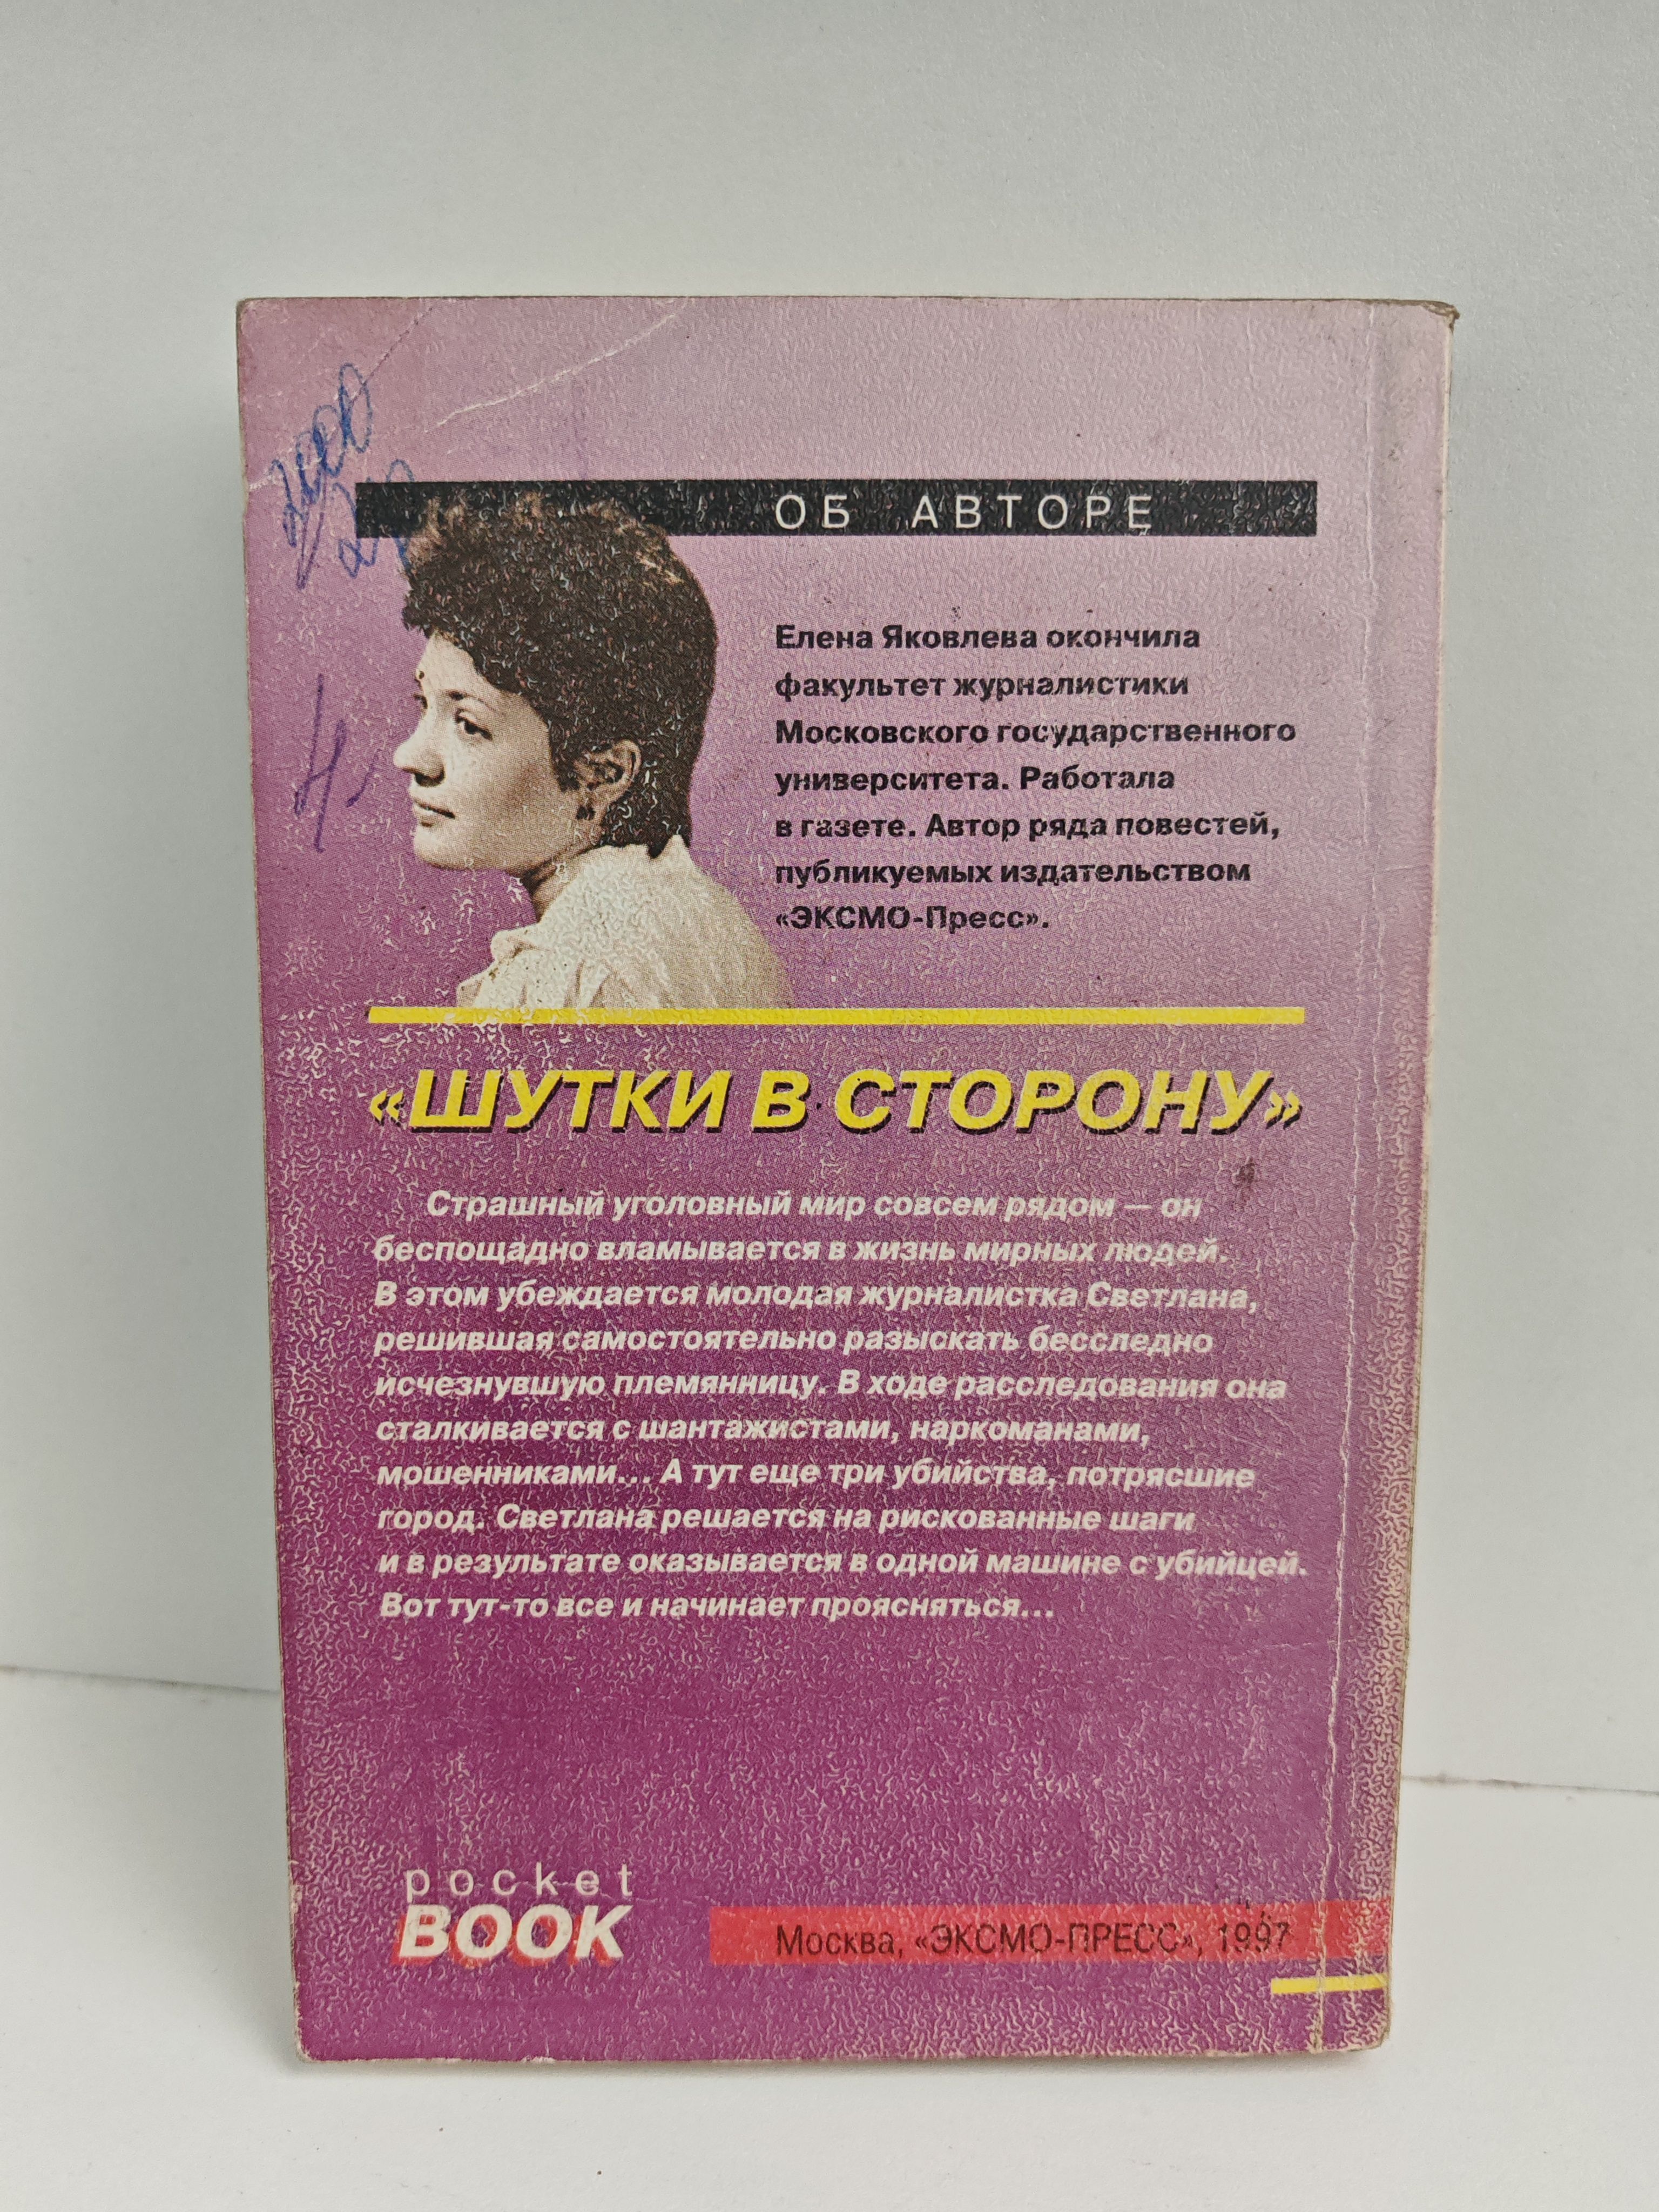 ОБ АВТОРЕ
Елена Яковлева окончила
факультет журналистики
Московского государственного
университета. Работала
в газете. Автор ряда повестей,
публикуемых издательством
«ЭКСМО-Пресс».
«ШУТКИ В СТОРОНУ»
Страшный уголовный мир совсем рядом — он
беспощадно вламывается в жизнь мирных людей.
В этом убеждается молодая журналистка Светлана,
решившая самостоятельно разыскать бесследно
исчезнувшую племянницу. В ходе расследования она
сталкивается с шантажистами, наркоманами,
мошенниками... А тут еще три убийства, потрясшие
город. Светлана решается на рискованные шаги
и в результате оказывается в одной машине с убийцей.
Вот тут-то все и начинает проясняться...
pocket
BOOK
Москва, «ЭКСМО-ПРЕСС», 1997